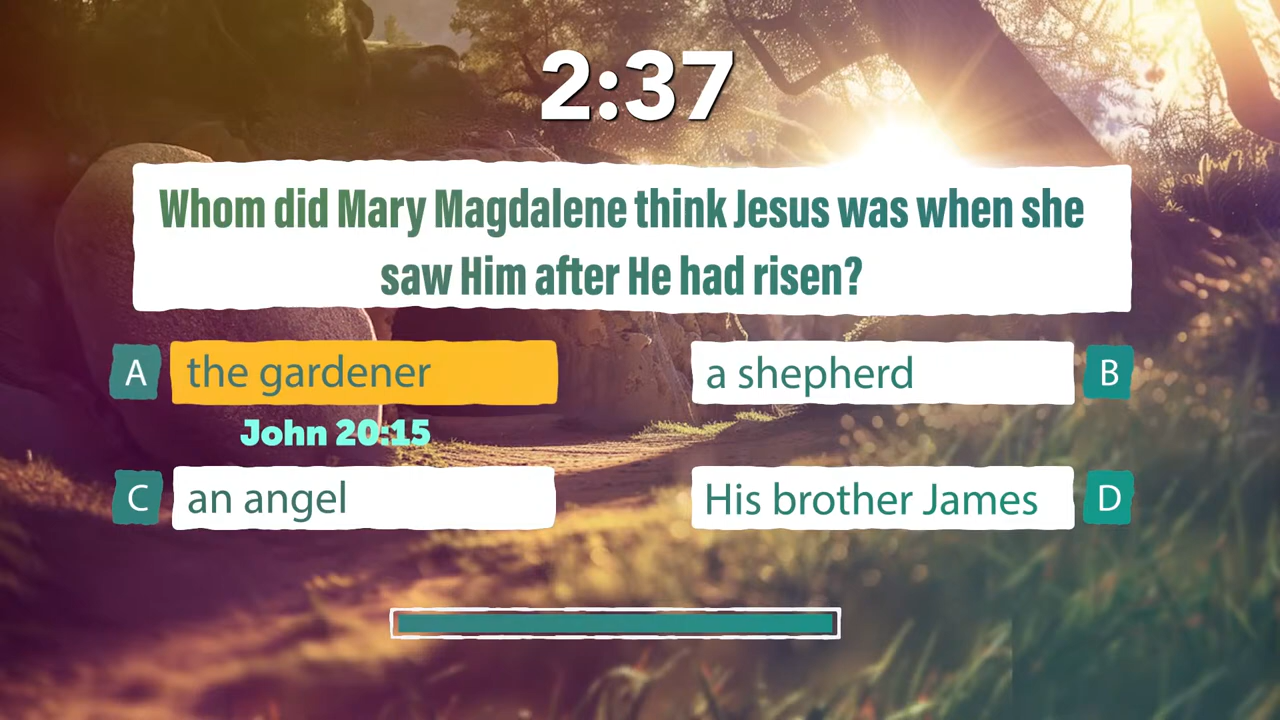 2:37
Whom did Mary Magdalene think Jesus was when she
saw Him after He had risen?
A the gardener
John 20:15
a shepherd B
C an angel
His brother James D